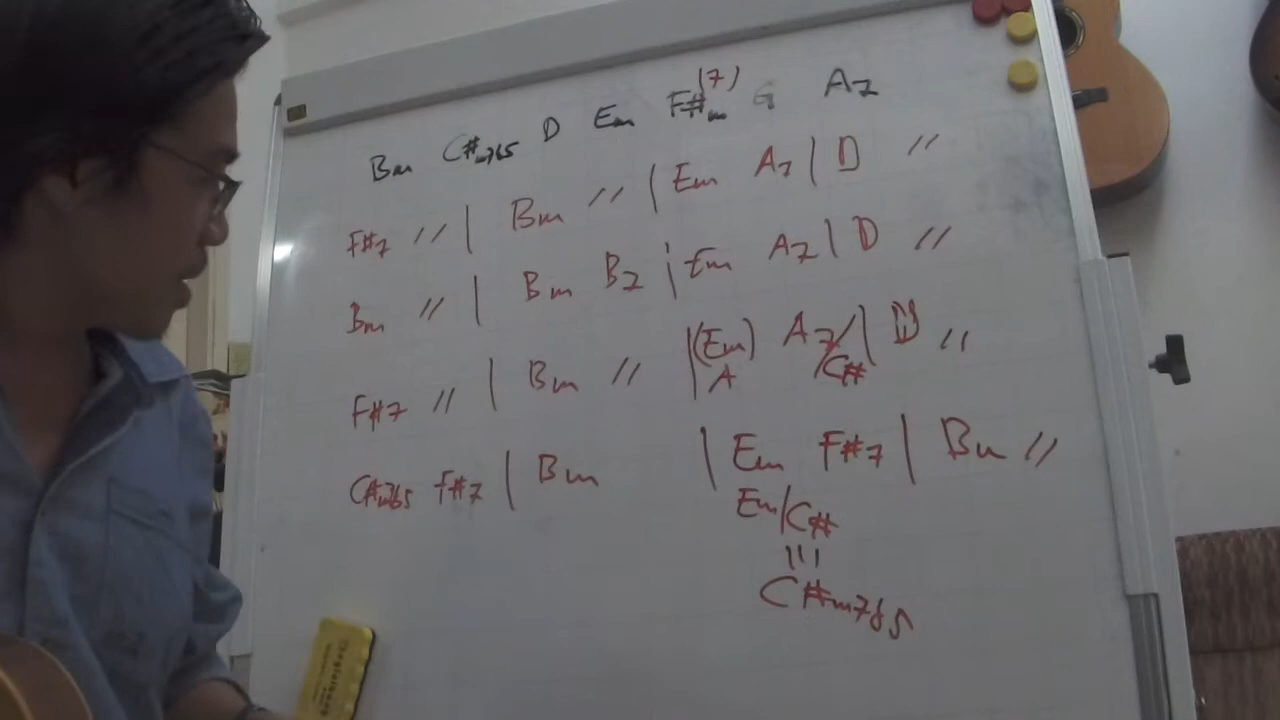 (7)
Bm C#m7b5 D Em F#m G A7
F#7 // | Bm // | Em A7 | D //
Bm // | Bm B7 | Em A7 | D //
F#7 // | Bm // | (Em) A7/ | D //
A /C#
C#m7b5 F#7 | Bm | Em F#7 | Bm //
Em/C#
C#m7b5